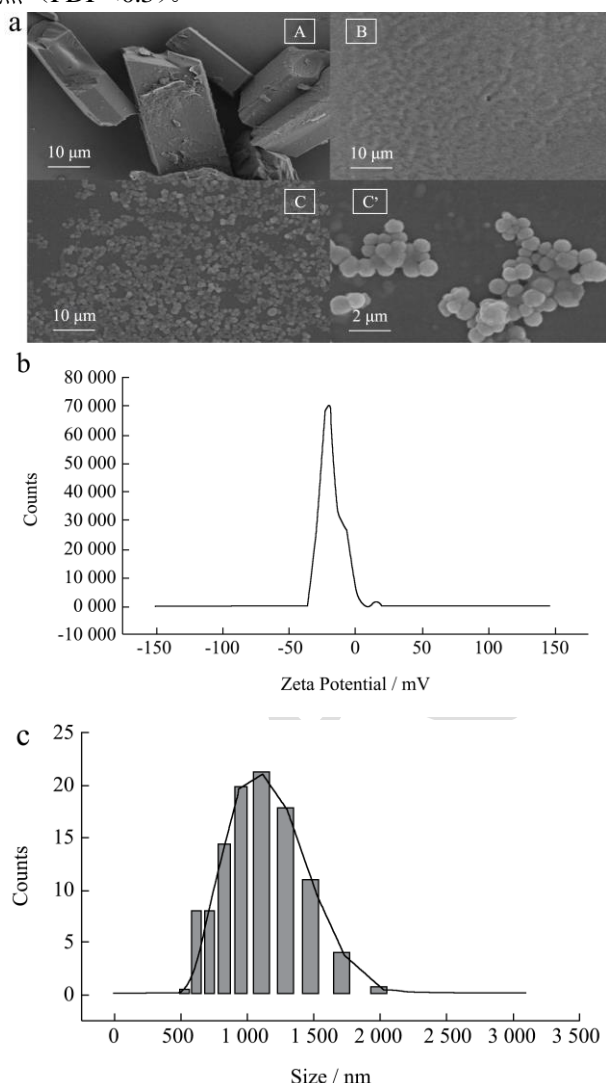 (PDI <0.5)。
a
A
B
10 μm
10 μm
C
C'
10 μm
2 μm
b
80 000
70 000
60 000
50 000
40 000
30 000
20 000
10 000
0 000
-10 000
Counts
-150 -100 -50 0 50 100 150
Zeta Potential / mV
c
25
20
15
10
5
0
Counts
0 500 1 000 1 500 2 000 2 500 3 000 3 500
Size / nm